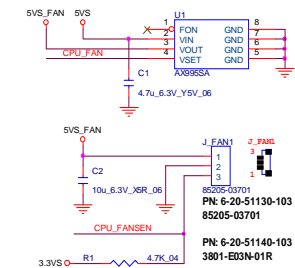 5VS_FAN
5VS
U1
1
2
3
4
FON
VIN
VOUT
VSET
GND
GND
GND
GND
8
7
6
5
CPU_FAN
AX995SA
C1
4.7u_6.3V_Y5V_06
5VS_FAN
J_FAN1
J_FAN1
1
2
3
3
1
C2
10u_6.3V_X5R_06
85205-03701
PN: 6-20-51130-103
85205-03701
CPU_FANSEN
PN: 6-20-51140-103
3801-E03N-01R
3.3VS
R1
4.7K_04